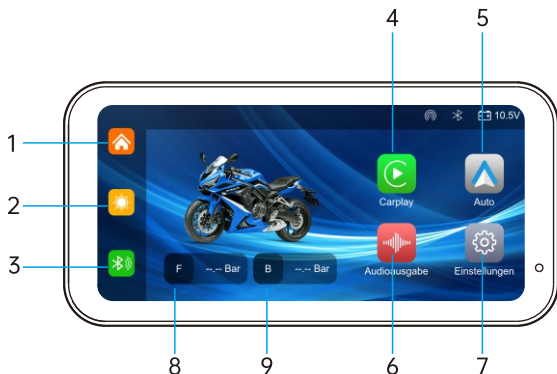 4 5
10.5V
1
2
3
Carplay Auto
F --.-- Bar B --.-- Bar
Audioausgabe Einstellungen
8 9 6 7